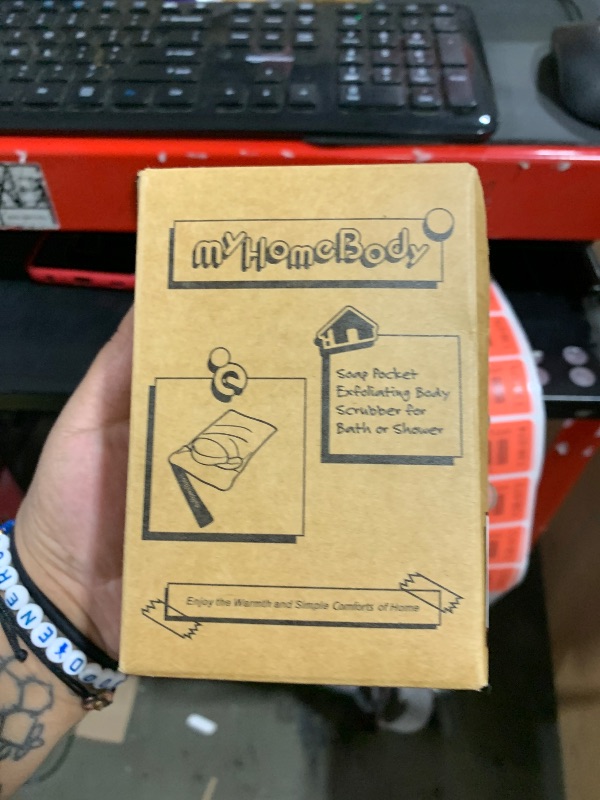 myHomeBody
Soap Pocket
Exfoliating Body
Scrubber for
Bath or Shower
Enjoy the Warmth and Simple Comforts of Home